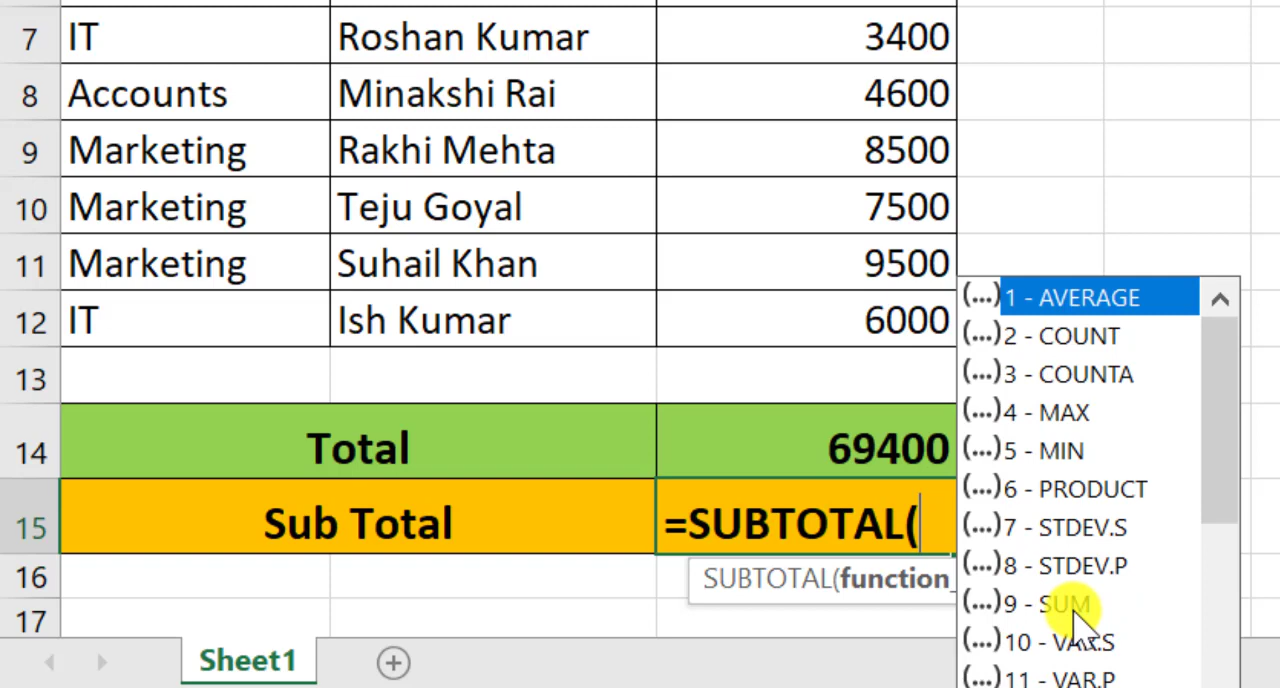 7 IT Roshan Kumar 3400
8 Accounts Minakshi Rai 4600
9 Marketing Rakhi Mehta 8500
10 Marketing Teju Goyal 7500
11 Marketing Suhail Khan 9500
12 IT Ish Kumar 6000
13
14 Total 69400
15 Sub Total =SUBTOTAL(
16
17
SUBTOTAL(function_
(...)1 - AVERAGE
(...)2 - COUNT
(...)3 - COUNTA
(...)4 - MAX
(...)5 - MIN
(...)6 - PRODUCT
(...)7 - STDEV.S
(...)8 - STDEV.P
(...)9 - SUM
(...)10 - VAR.S
(...)11 - VAR.P
Sheet1